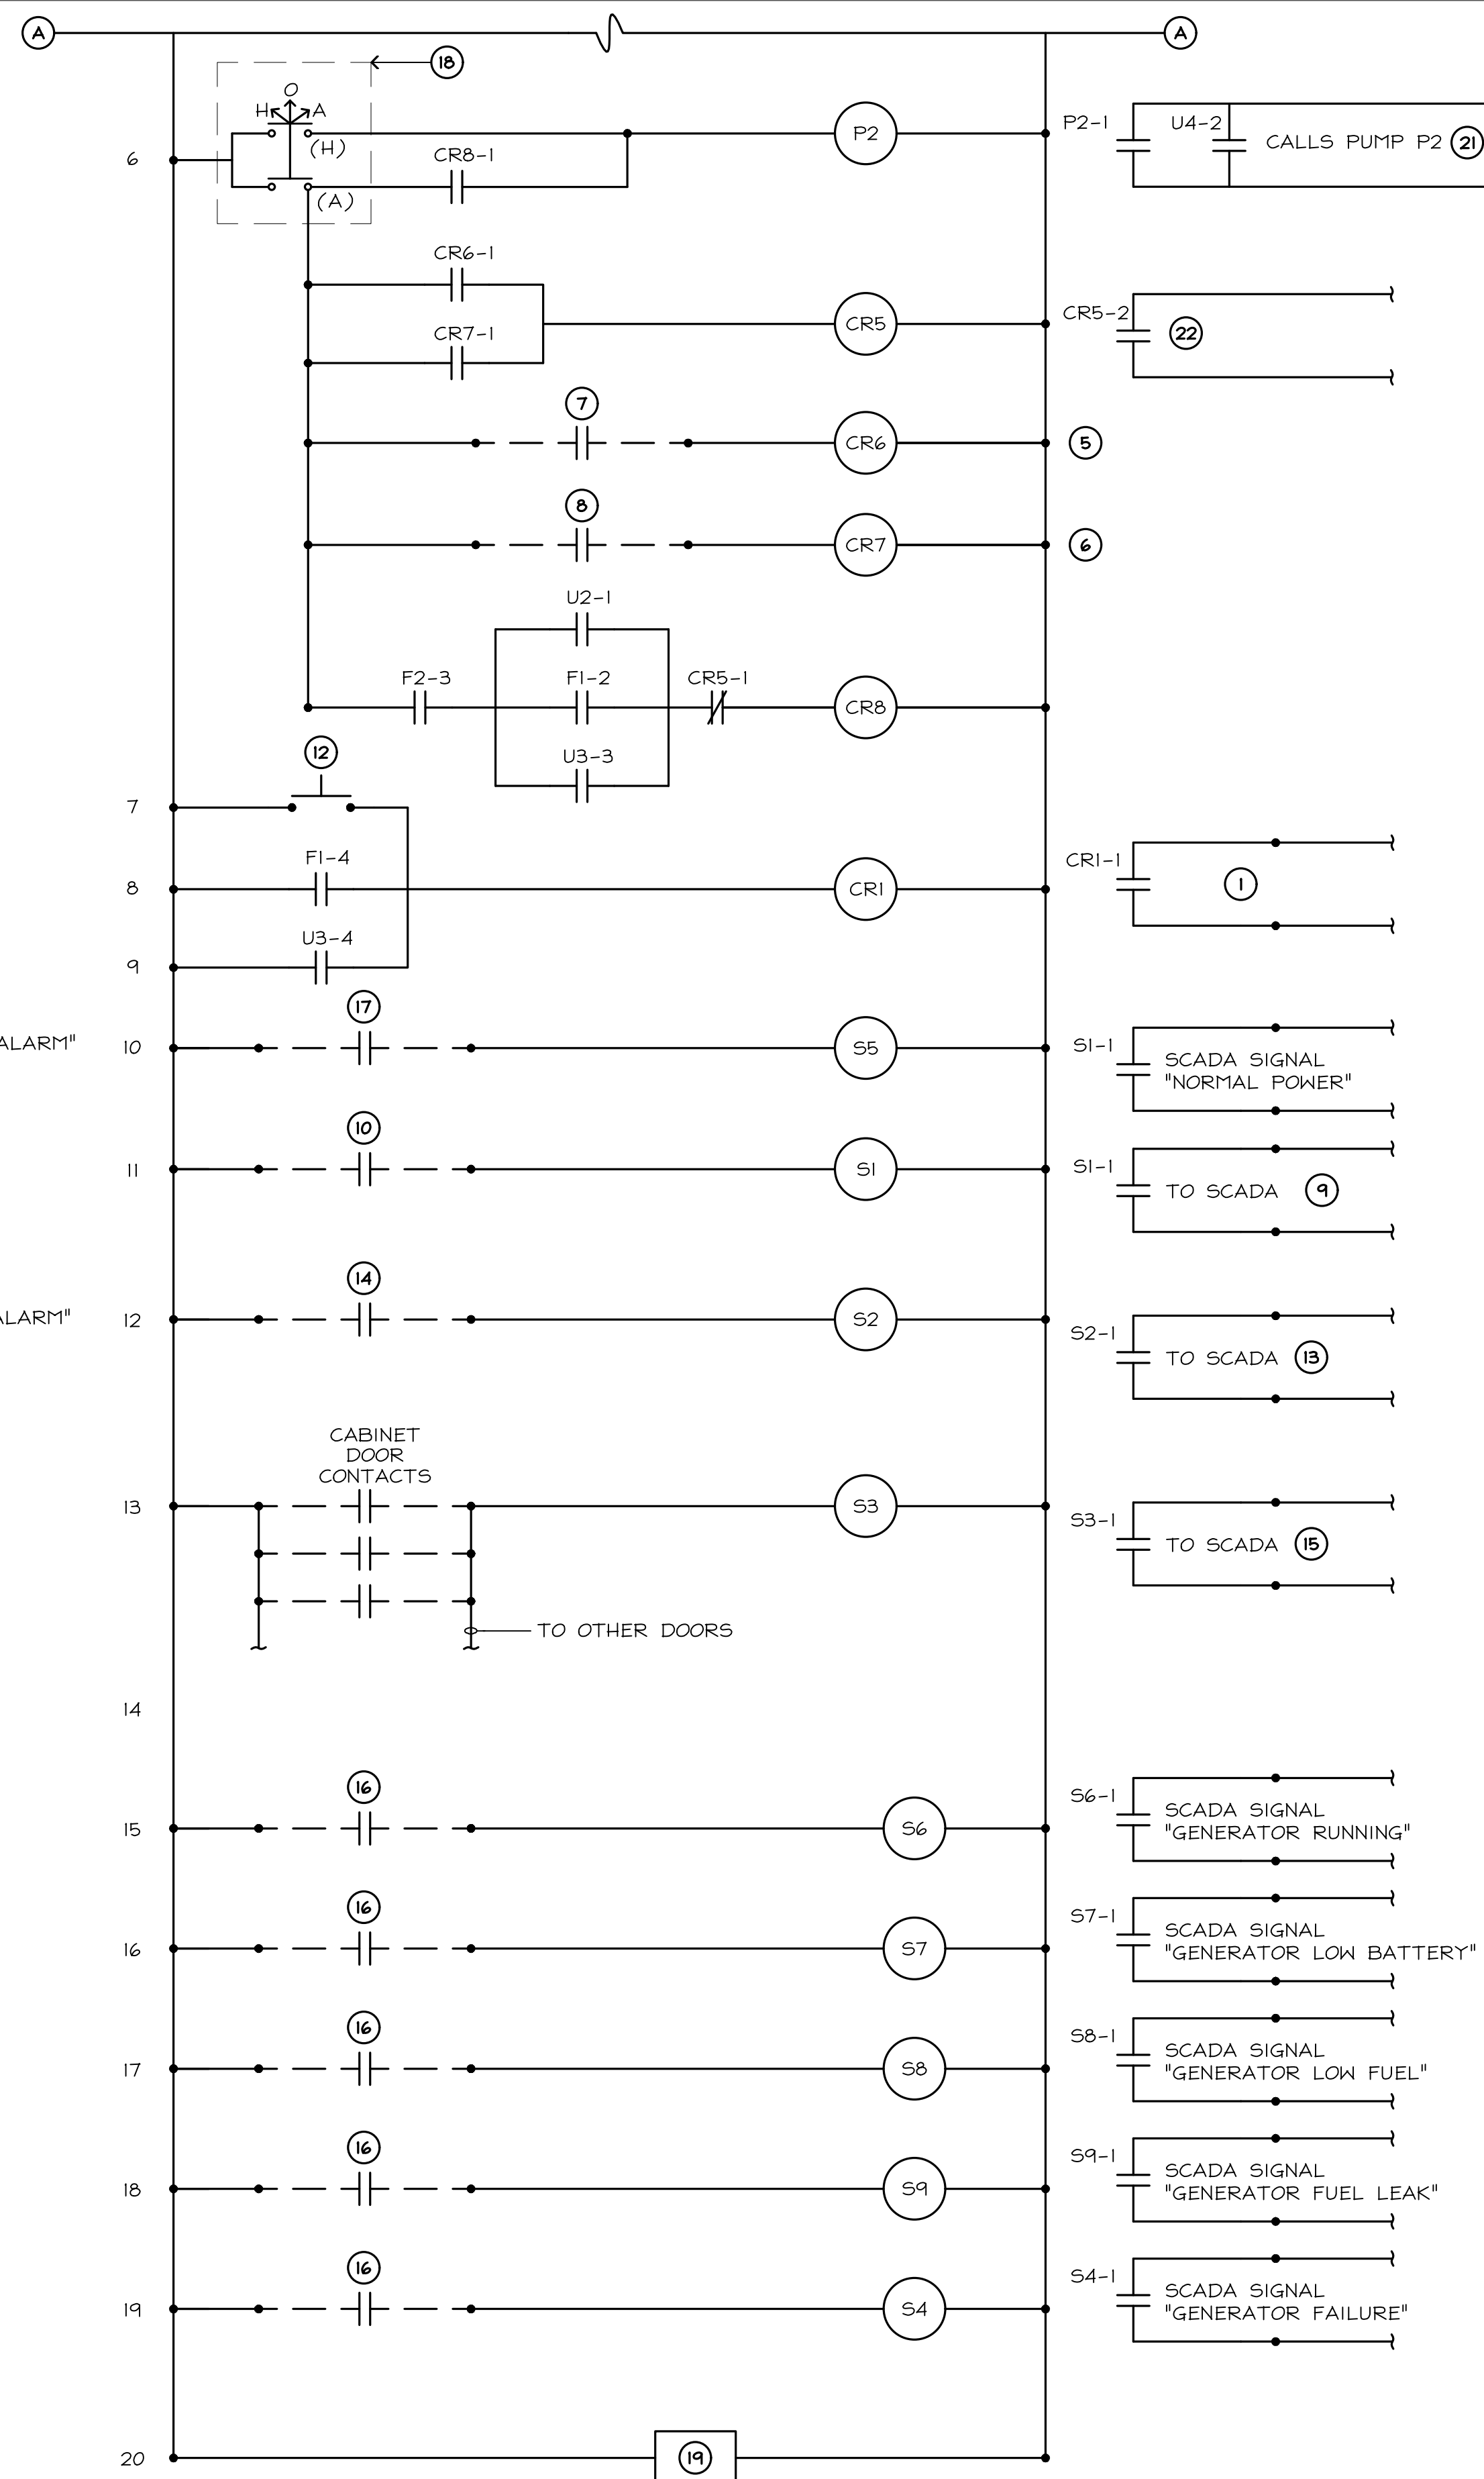 A
A
18
O
H A
(H)
(A)
6
CR8-1
P2
P2-1
U4-2
CALLS PUMP P2 21
CR6-1
CR7-1
CR5
CR5-2
22
7
CR6
5
8
CR7
6
U2-1
F2-3
F1-2
CR5-1
U3-3
CR8
12
7
F1-4
8
CR1
CR1-1
1
U3-4
9
17
ALARM"
10
S5
S1-1
SCADA SIGNAL
"NORMAL POWER"
10
11
S1
S1-1
TO SCADA 9
14
ALARM"
12
S2
S2-1
TO SCADA 13
CABINET
DOOR
CONTACTS
13
S3
S3-1
TO SCADA 15
TO OTHER DOORS
14
16
15
S6
S6-1
SCADA SIGNAL
"GENERATOR RUNNING"
16
16
S7
S7-1
SCADA SIGNAL
"GENERATOR LOW BATTERY"
16
17
S8
S8-1
SCADA SIGNAL
"GENERATOR LOW FUEL"
16
18
S9
S9-1
SCADA SIGNAL
"GENERATOR FUEL LEAK"
16
19
S4
S4-1
SCADA SIGNAL
"GENERATOR FAILURE"
20
19